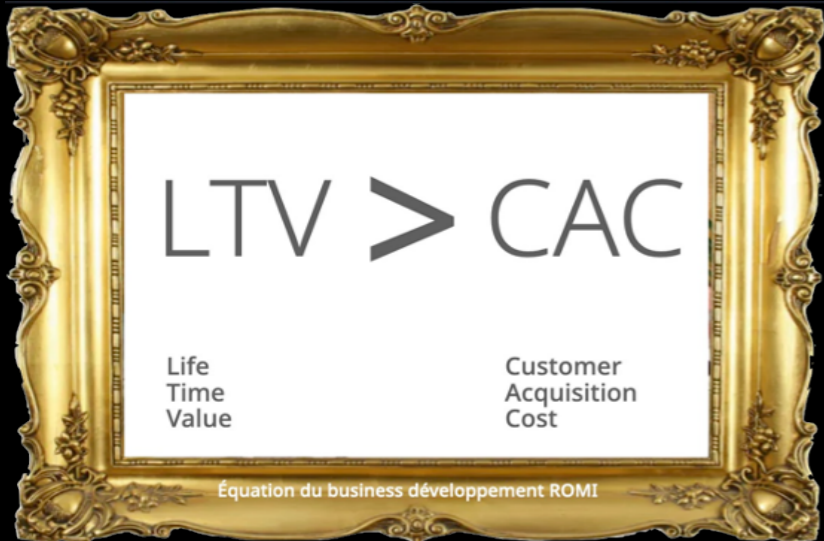 LTV > CAC
Life
Time
Value
Customer
Acquisition
Cost
Équation du business développement ROMI